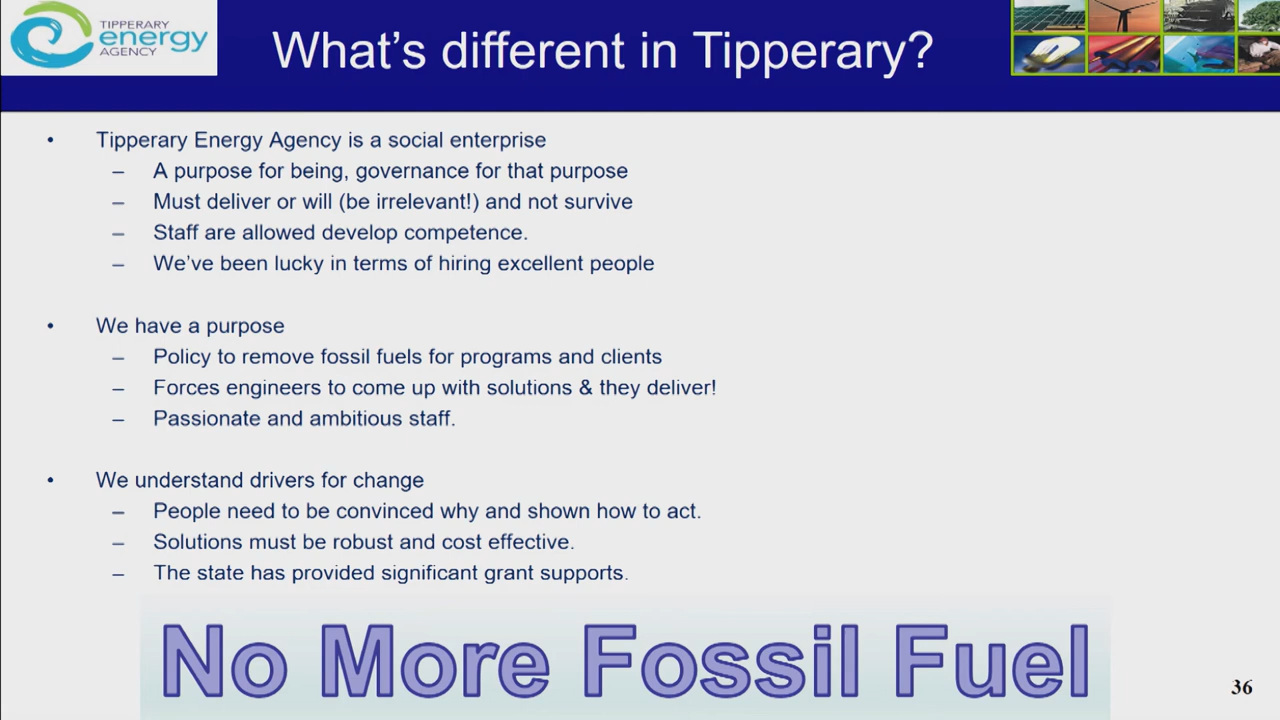 TIPPERARY
energy
AGENCY
What's different in Tipperary?
• Tipperary Energy Agency is a social enterprise
– A purpose for being, governance for that purpose
– Must deliver or will (be irrelevant!) and not survive
– Staff are allowed develop competence.
– We've been lucky in terms of hiring excellent people
• We have a purpose
– Policy to remove fossil fuels for programs and clients
– Forces engineers to come up with solutions & they deliver!
– Passionate and ambitious staff.
• We understand drivers for change
– People need to be convinced why and shown how to act.
– Solutions must be robust and cost effective.
– The state has provided significant grant supports.
No More Fossil Fuel
36